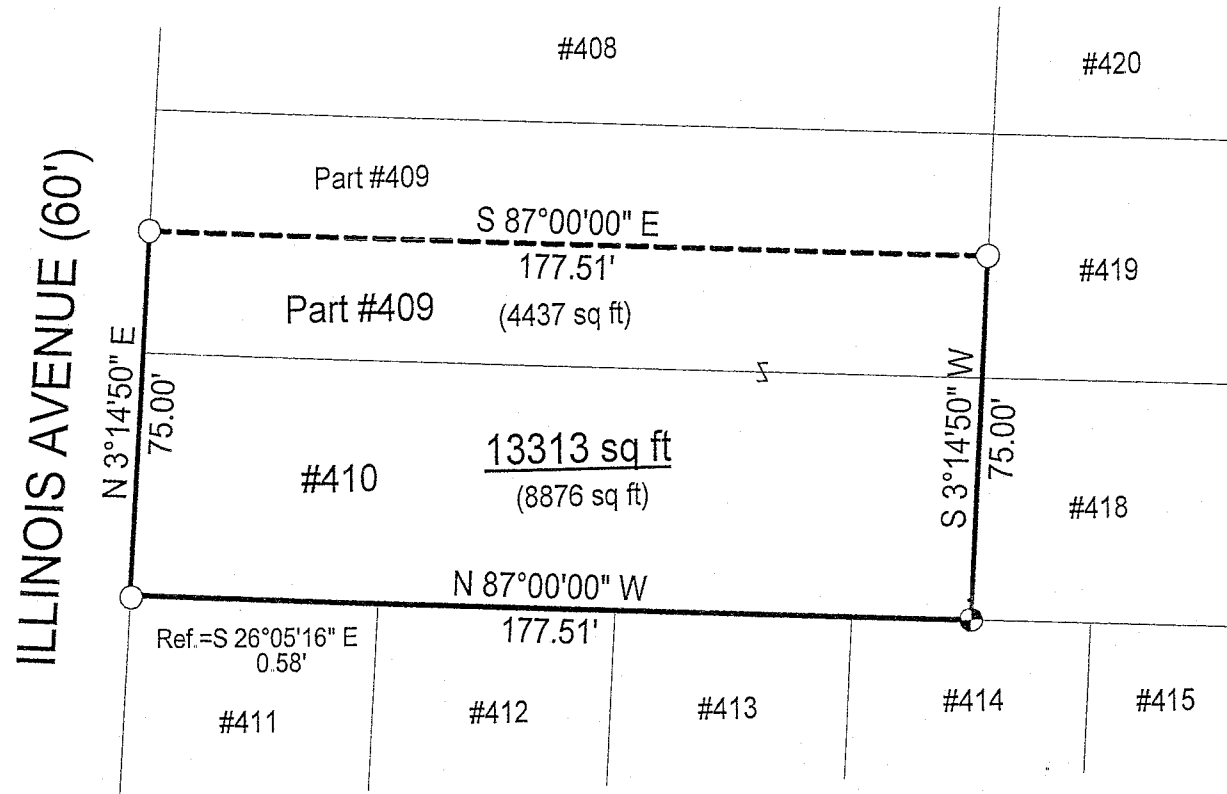 #408
#420
ILLINOIS AVENUE (60')
Part #409
S 87°00'00" E
177.51'
Part #409
(4437 sq ft)
#419
N 3°14'50" E
75.00'
S 3°14'50" W
75.00'
#410
13313 sq ft
(8876 sq ft)
#418
N 87°00'00" W
177.51'
Ref.=S 26°05'16" E
0.58'
#411
#412
#413
#414
#415